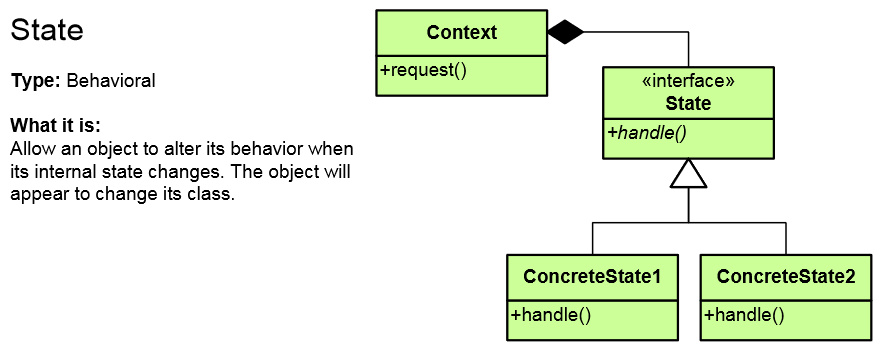 State
Type: Behavioral
What it is:
Allow an object to alter its behavior when
its internal state changes. The object will
appear to change its class.
Context
+request()
«interface»
State
+handle()
ConcreteState1
+handle()
ConcreteState2
+handle()